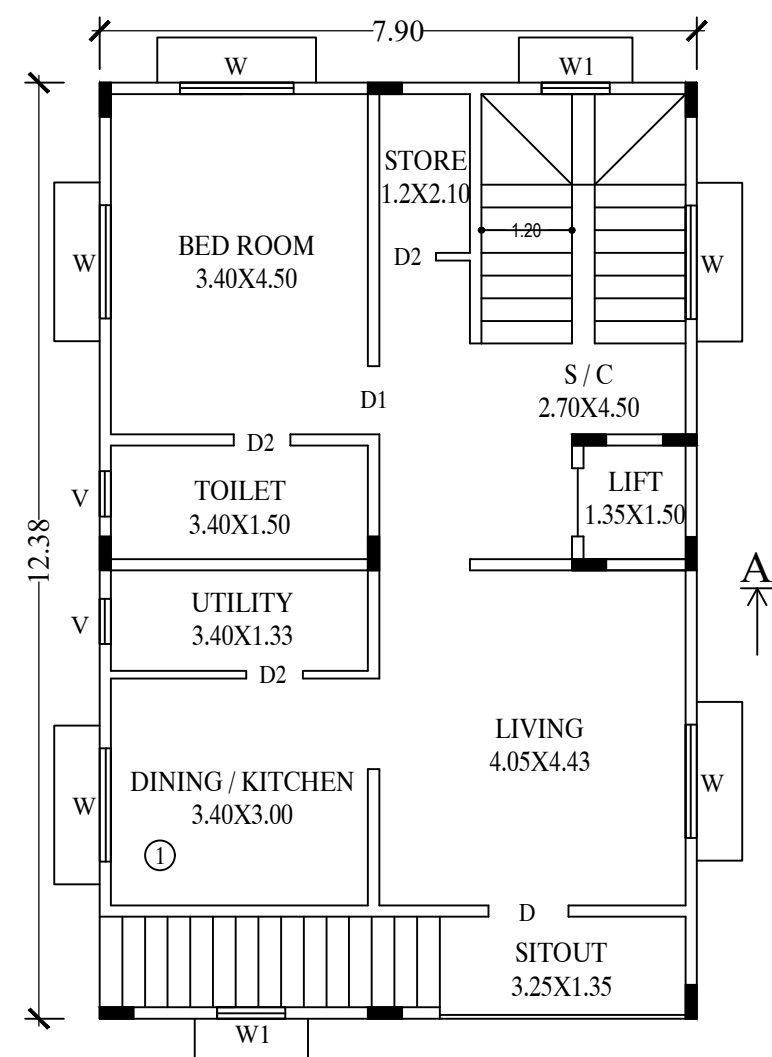 7.90
W
W1
STORE
1.2X2.10
BED ROOM
3.40X4.50
1.20
D2
W
W
S / C
2.70X4.50
D1
D2
TOILET
3.40X1.50
V
LIFT
1.35X1.50
12.38
A
UTILITY
3.40X1.33
V
D2
LIVING
4.05X4.43
DINING / KITCHEN
3.40X3.00
W
W
1
D
SITOUT
3.25X1.35
W1